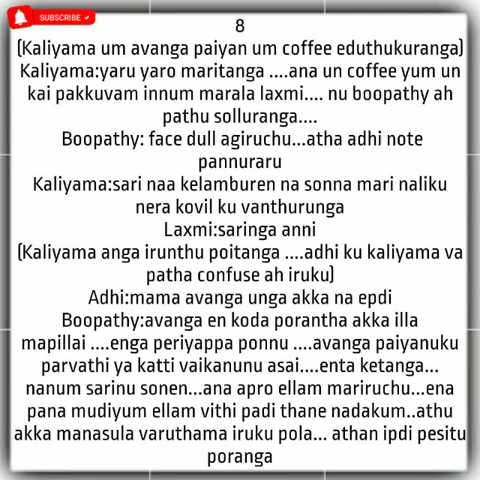 SUBSCRIBE
8
(Kaliyama um avanga paiyan um coffee eduthukuranga)
Kaliyama:yaru yaro maritanga ....ana un coffee yum un
kai pakkuvam innum marala laxmi.... nu boopathy ah
pathu solluranga....
Boopathy: face dull agiruchu...atha adhi note
pannuraru
Kaliyama:sari naa kelamburen na sonna mari naliku
nera kovil ku vanthurunga
Laxmi:saringa anni
(Kaliyama anga irunthu poitanga ....adhi ku kaliyama va
patha confuse ah iruku)
Adhi:mama avanga unga akka na epdi
Boopathy:avanga en koda porantha akka illa
mapillai ....enga periyappa ponnu ....avanga paiyanuku
parvathi ya katti vaikanunu asai....enta ketanga...
nanum sarinu sonen...ana apro ellam mariruchu...ena
pana mudiyum ellam vithi padi thane nadakum..athu
akka manasula varuthama iruku pola... athan ipdi pesitu
poranga